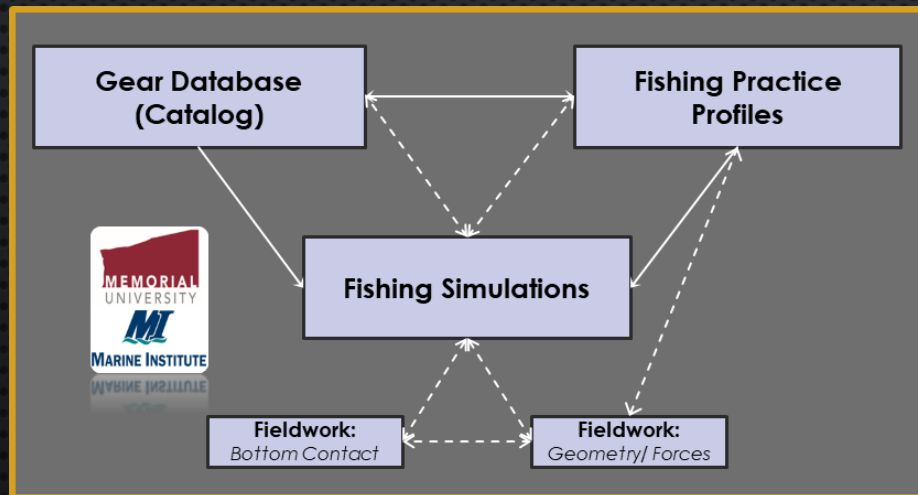 Gear Database
(Catalog)
Fishing Practice
Profiles
Fishing Simulations
MEMORIAL
UNIVERSITY
MI
MARINE INSTITUTE
Fieldwork:
Bottom Contact
Fieldwork:
Geometry/ Forces